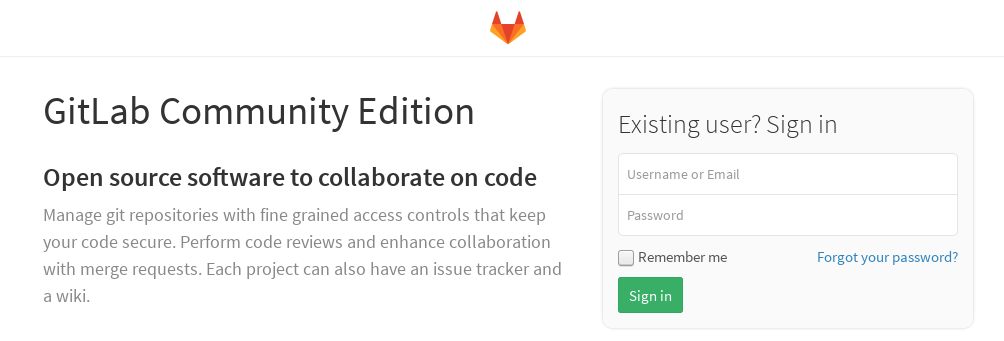 GitLab Community Edition
Open source software to collaborate on code
Manage git repositories with fine grained access controls that keep
your code secure. Perform code reviews and enhance collaboration
with merge requests. Each project can also have an issue tracker and
a wiki.
Existing user? Sign in
Username or Email
Password
Remember me
Forgot your password?
Sign in